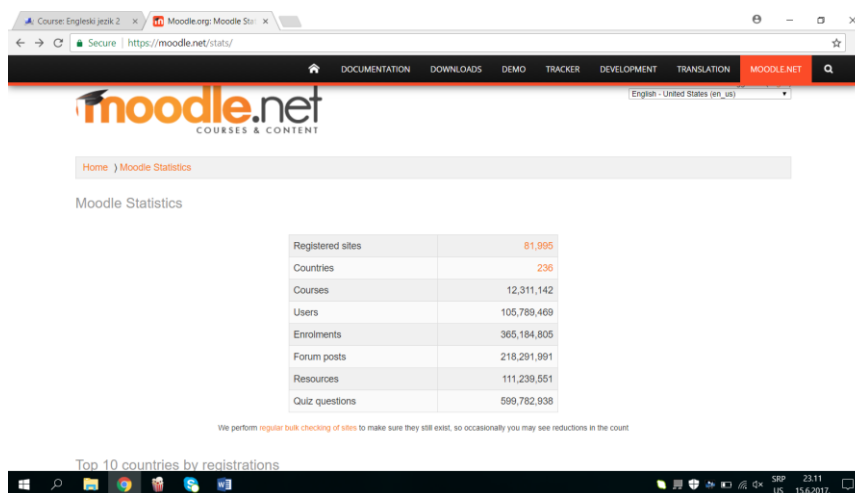 Course: Engleski jezik 2
Moodle.org: Moodle Sta
Secure
https://moodle.net/stats/
DOCUMENTATION DOWNLOADS DEMO TRACKER DEVELOPMENT TRANSLATION MOODLE.NET
moodle.net
COURSES & CONTENT
English - United States (en_us)
Home ) Moodle Statistics
Moodle Statistics
Registered sites 81,995
Countries 236
Courses 12,311,142
Users 105,789,469
Enrolments 365,184,805
Forum posts 218,291,991
Resources 111,239,551
Quiz questions 599,782,938
We perform regular bulk checking of sites to make sure they still exist, so occasionally you may see reductions in the count
Top 10 countries by registrations
SRP 23.11
US 15.6.2017.